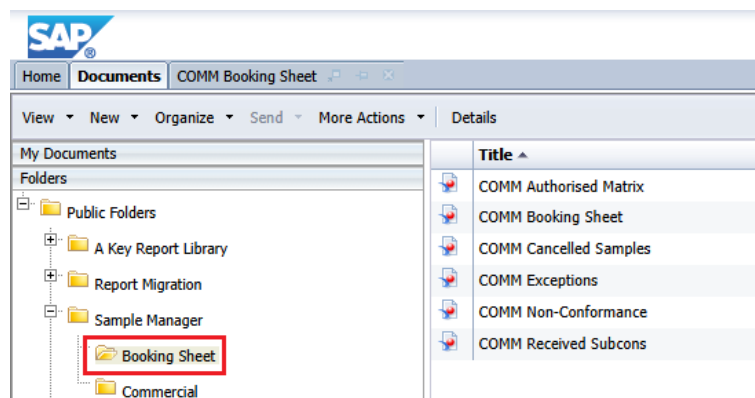 SAP®
Home Documents COMM Booking Sheet
View New Organize Send More Actions Details
My Documents
Folders
Public Folders
A Key Report Library
Report Migration
Sample Manager
Booking Sheet
Commercial
Title
COMM Authorised Matrix
COMM Booking Sheet
COMM Cancelled Samples
COMM Exceptions
COMM Non-Conformance
COMM Received Subcons